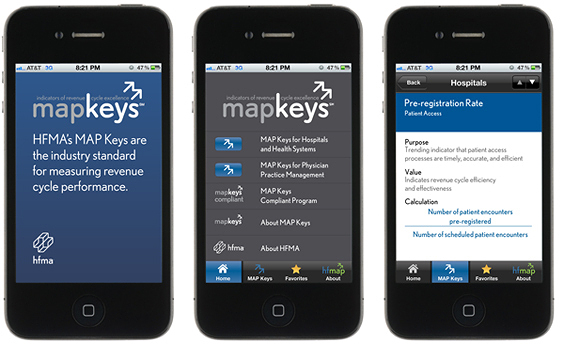 AT&T 3G 8:21 PM 47%
indicators of revenue cycle excellence
mapkeys℠
HFMA's MAP Keys are
the industry standard
for measuring revenue
cycle performance.
hfma
AT&T 3G 8:21 PM 47%
indicators of revenue cycle excellence
mapkeys℠
MAP Keys for Hospitals
and Health Systems
MAP Keys for Physician
Practice Management
mapkeys
compliant
MAP Keys
Compliant Program
mapkeys About MAP Keys
hfma About HFMA
Home MAP Keys Favorites About
hfmap
AT&T 3G 8:21 PM 47%
Back Hospitals
Pre-registration Rate
Patient Access
Purpose
Trending indicator that patient access
processes are timely, accurate, and efficient
Value
Indicates revenue cycle efficiency
and effectiveness
Calculation
Number of patient encounters
pre-registered
Number of scheduled patient encounters
Home MAP Keys Favorites About
hfmap